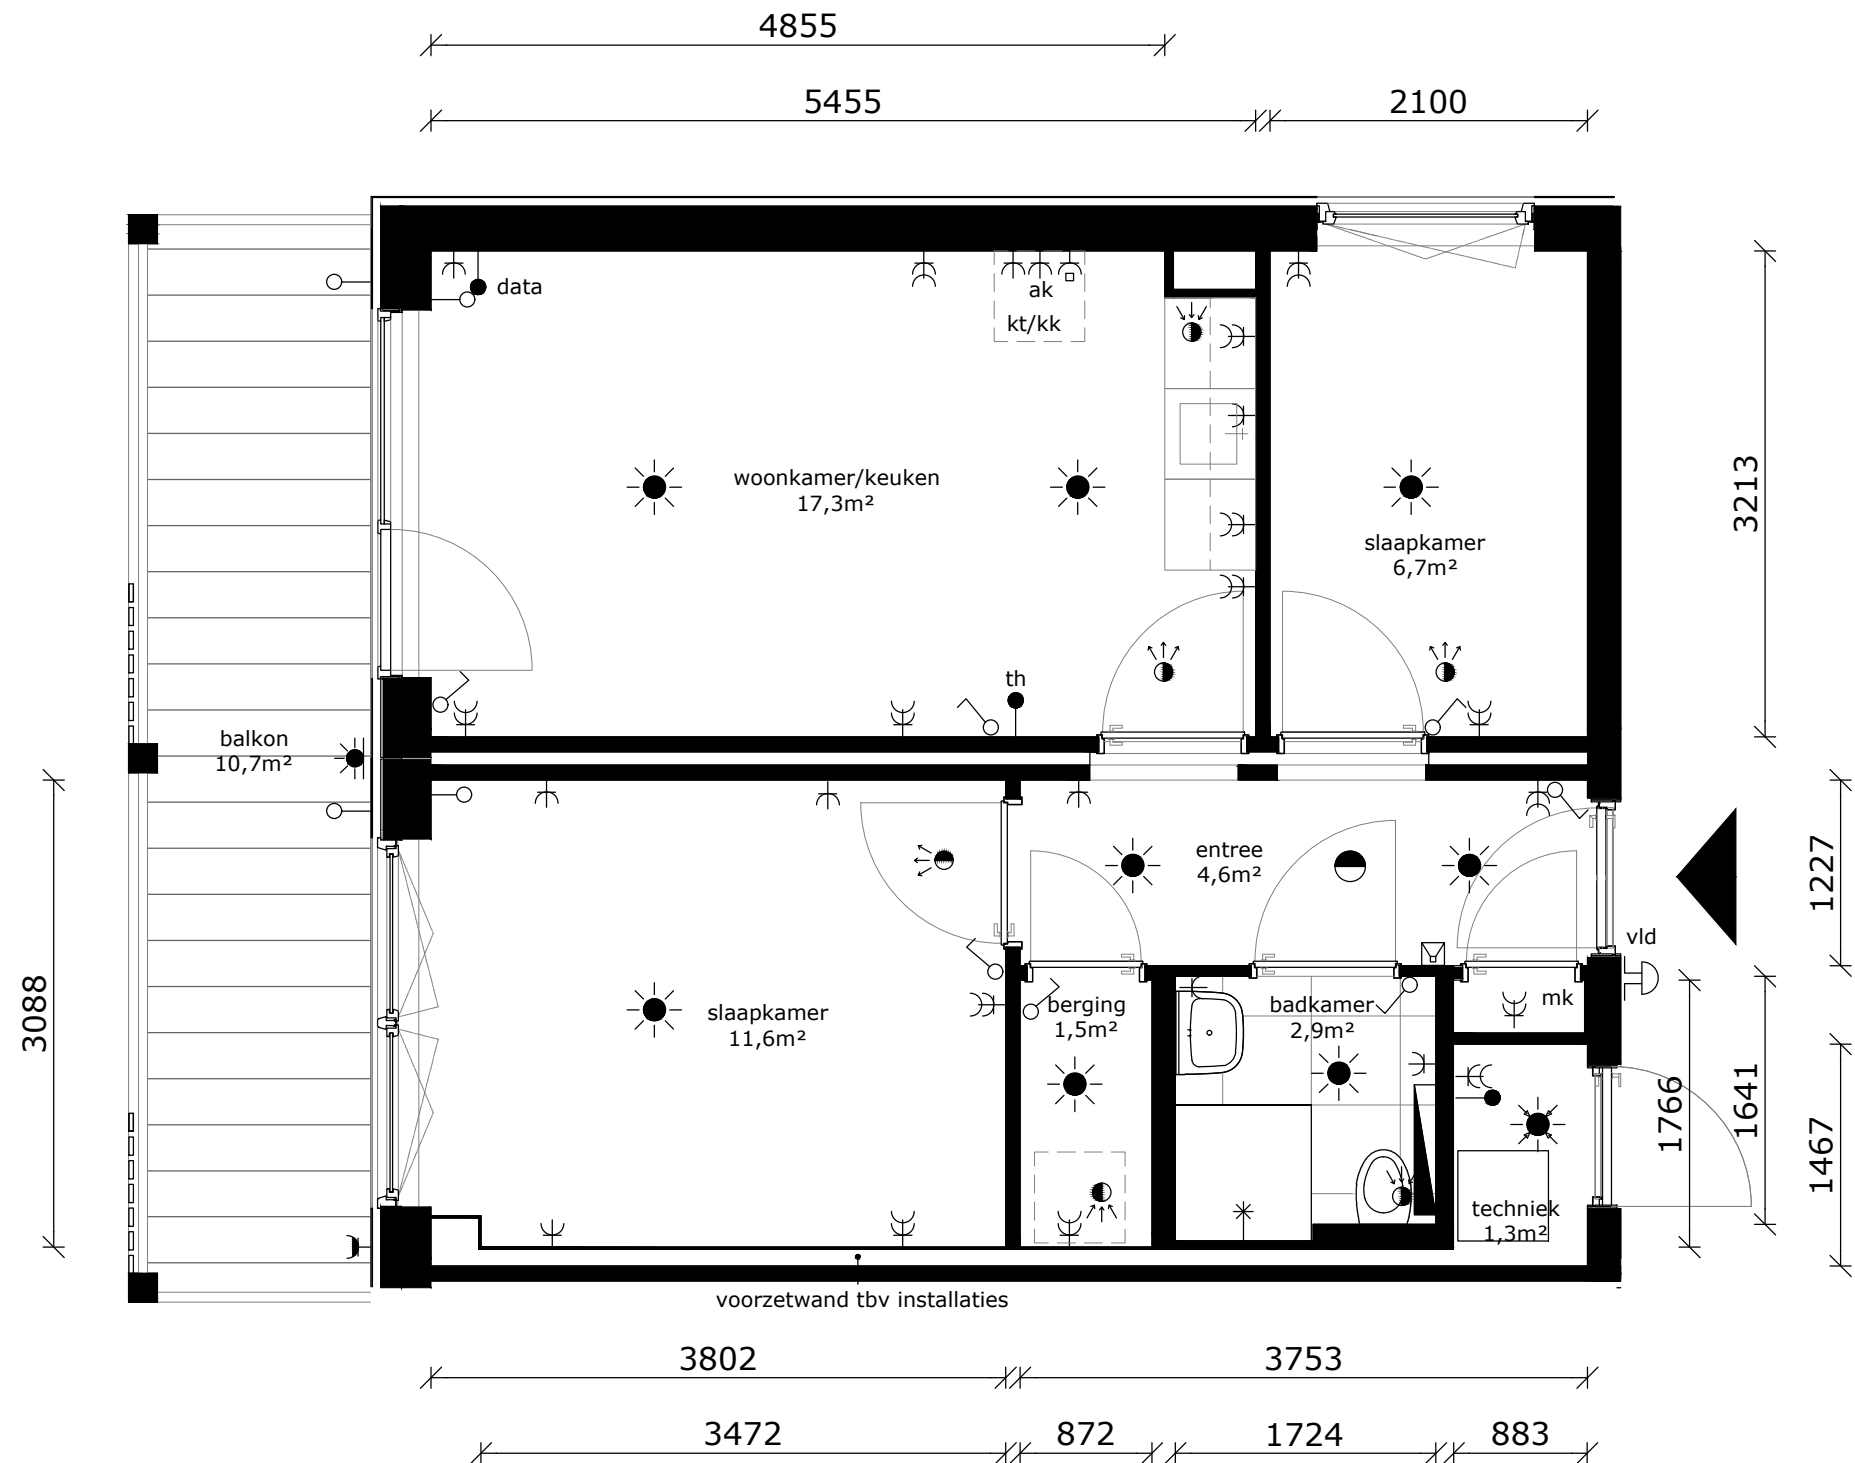 4855
5455
2100
data
ak
kt/kk
woonkamer/keuken
17,3m²
slaapkamer
6,7m²
3213
th
balkon
10,7m²
entree
4,6m²
1227
vld
3088
slaapkamer
11,6m²
berging
1,5m²
badkamer
2,9m²
mk
1766
1641
1467
techniek
1,3m²
voorzetwand tbv installaties
3802
3753
3472
872
1724
883